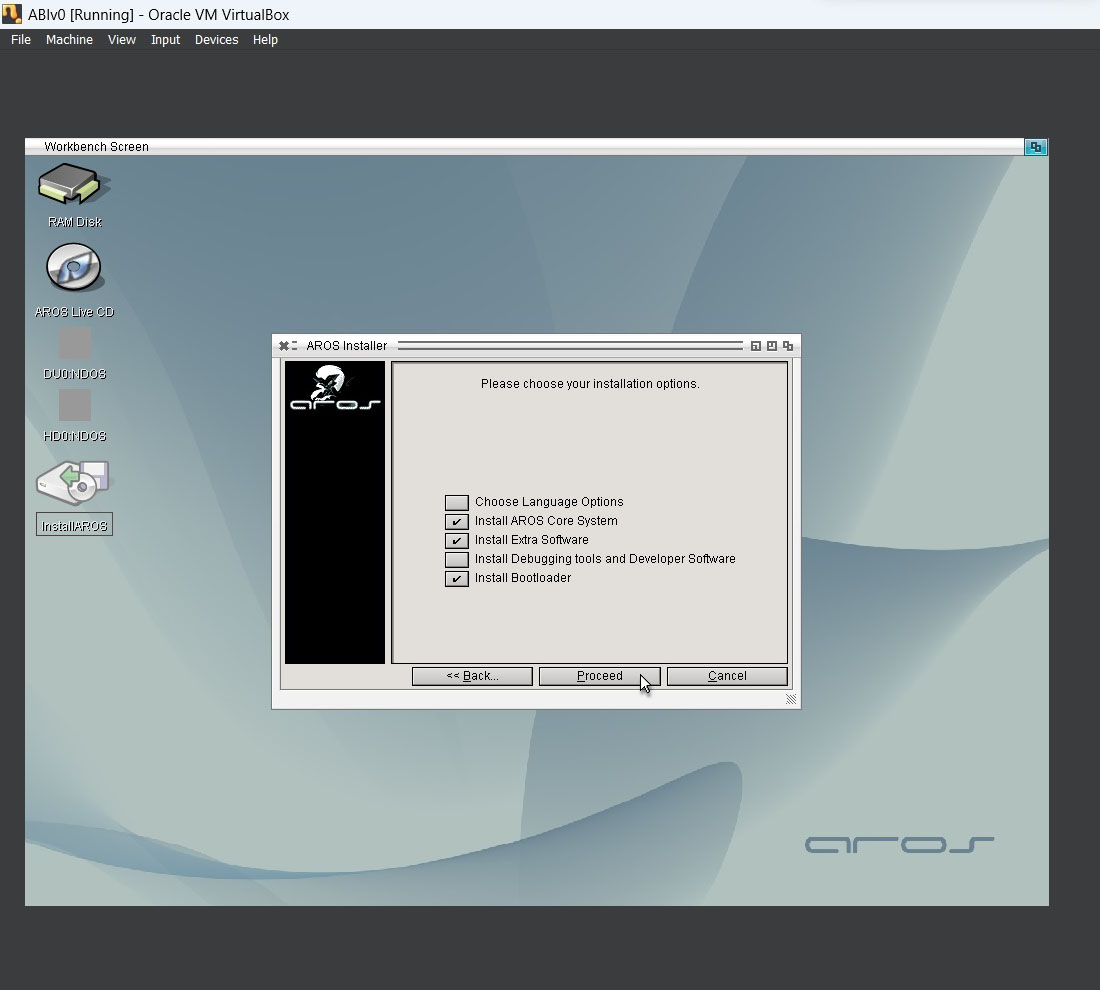 ABIv0 [Running] - Oracle VM VirtualBox
File Machine View Input Devices Help
Workbench Screen
RAM Disk
AROS Live CD
DU0:NDOS
HD0:NDOS
InstallAROS
AROS Installer
aros
Please choose your installation options.
Choose Language Options
Install AROS Core System
Install Extra Software
Install Debugging tools and Developer Software
Install Bootloader
<< Back...
Proceed
Cancel
aros